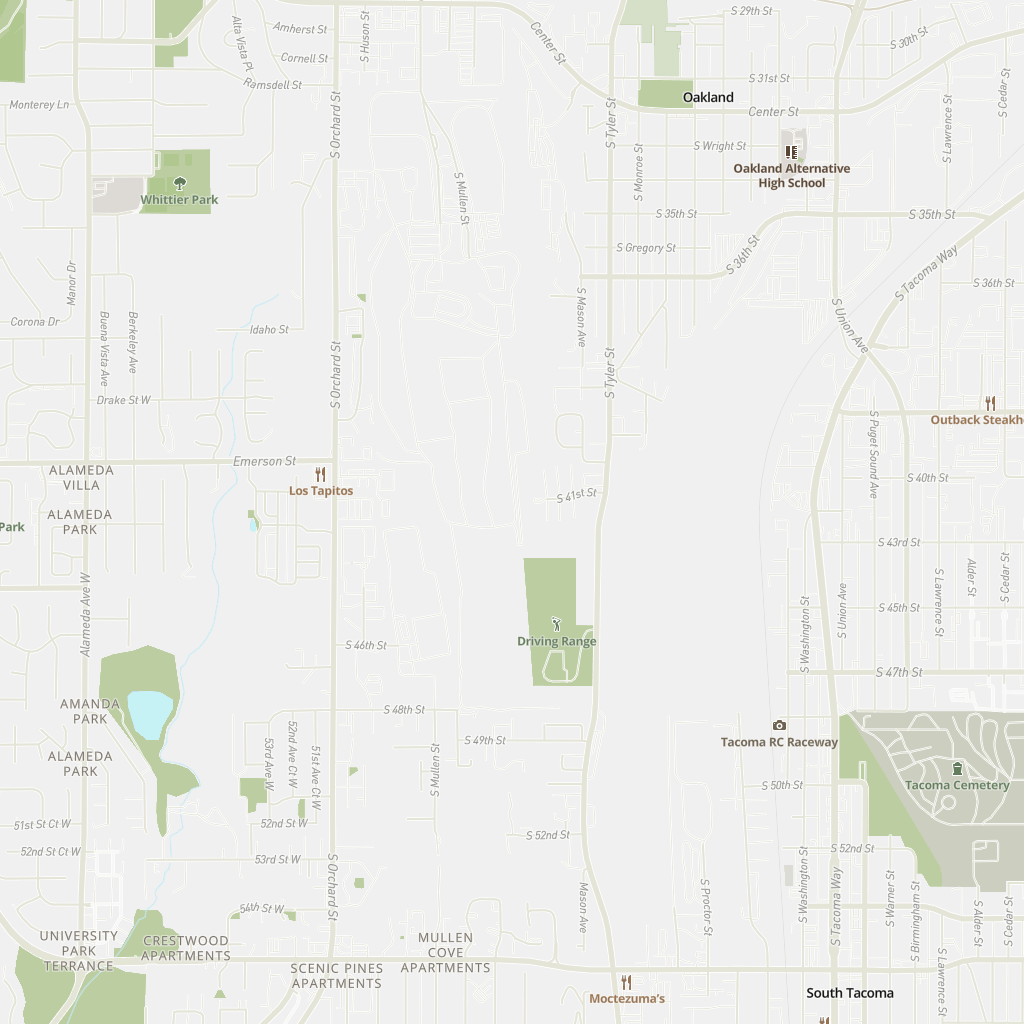 S 29th St
Alta Vista Pl
Amherst St
S Huson St
Center St
S 30th St
Cornell St
Ramsdell St
S 31st St
S Cedar St
Monterey Ln
Oakland
Center St
S Orchard St
S Tyler St
S Lawrence St
S Wright St
Oakland Alternative
High School
S Monroe St
S Mullen St
Whittier Park
S 35th St
S 35th St
S Gregory St
S 36th St
S Tacoma Way
Manor Dr
S 36th St
S Mason Ave
S Union Ave
Corona Dr
Idaho St
Buena Vista Ave
Berkeley Ave
S Orchard St
S Tyler St
Drake St W
Outback Steakh
S Puget Sound Ave
Emerson St
ALAMEDA
VILLA
Los Tapitos
S 40th St
S 41st St
ALAMEDA
PARK
Park
S 43rd St
Alder St
S Cedar St
Alameda Ave W
S Washington St
S Union Ave
S Lawrence St
S 45th St
Driving Range
S 46th St
S 47th St
AMANDA
PARK
S 48th St
S 49th St
Tacoma RC Raceway
53rd Ave W
52nd Ave Ct W
51st Ave Ct W
S Mullen St
ALAMEDA
PARK
S 50th St
Tacoma Cemetery
51st St Ct W
52nd St W
S 52nd St
S 52nd St
52nd St Ct W
53rd St W
S Orchard St
Mason Ave
S Proctor St
S Washington St
S Tacoma Way
S Warner St
S Birmingham St
S Alder St
S Cedar St
54th St W
UNIVERSITY
PARK
TERRANCE
CRESTWOOD
APARTMENTS
MULLEN
COVE
APARTMENTS
SCENIC PINES
APARTMENTS
S Lawrence St
Moctezuma's
South Tacoma